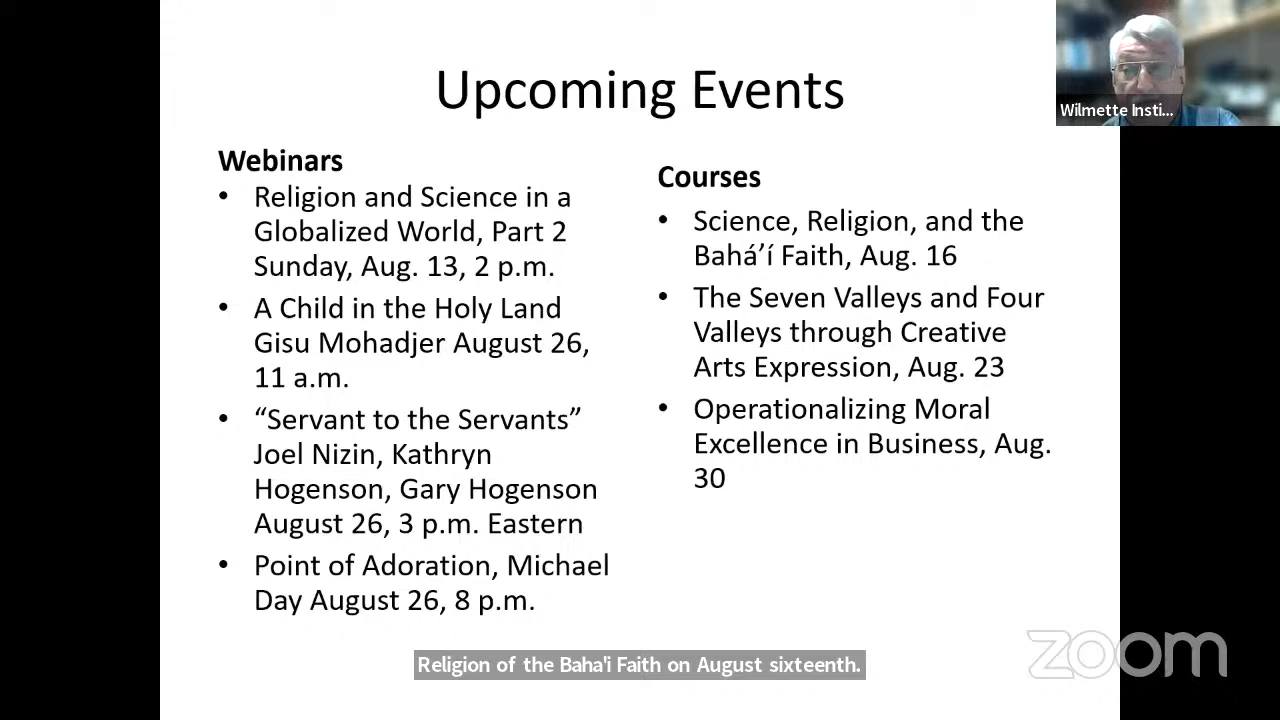 Upcoming Events
Wilmette Insti...
Webinars
• Religion and Science in a
Globalized World, Part 2
Sunday, Aug. 13, 2 p.m.
• A Child in the Holy Land
Gisu Mohadjer August 26,
11 a.m.
• “Servant to the Servants”
Joel Nizin, Kathryn
Hogenson, Gary Hogenson
August 26, 3 p.m. Eastern
• Point of Adoration, Michael
Day August 26, 8 p.m.
Courses
• Science, Religion, and the
Bahá’í Faith, Aug. 16
• The Seven Valleys and Four
Valleys through Creative
Arts Expression, Aug. 23
• Operationalizing Moral
Excellence in Business, Aug.
30
Religion of the Baha'i Faith on August sixteenth.
zoom